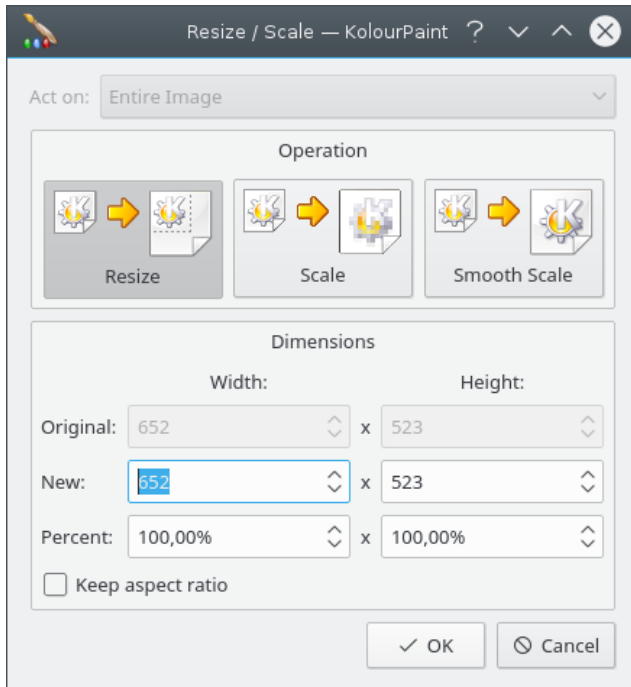 Resize / Scale — KolourPaint ?
Act on: Entire Image
Operation
Resize Scale Smooth Scale
Dimensions
Width: Height:
Original: 652 x 523
New: 652 x 523
Percent: 100,00% x 100,00%
Keep aspect ratio
OK Cancel